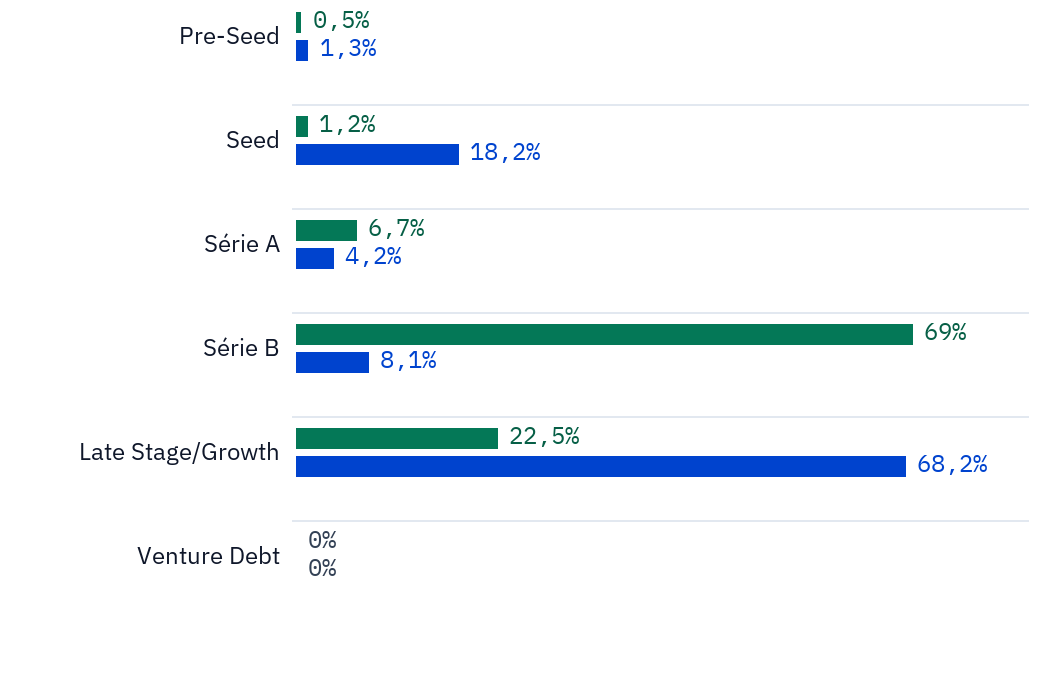 Pre-Seed
0,5%
1,3%
Seed
1,2%
18,2%
Série A
6,7%
4,2%
Série B
69%
8,1%
Late Stage/Growth
22,5%
68,2%
Venture Debt
0%
0%